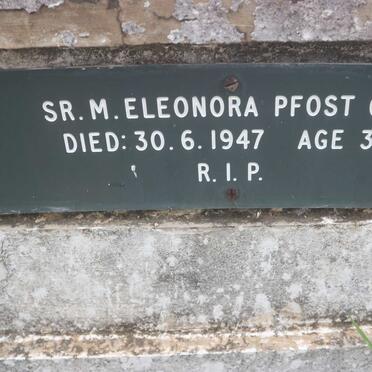 SR. M. ELEONORA PFOST
DIED: 30. 6. 1947 AGE 3
R. I. P.